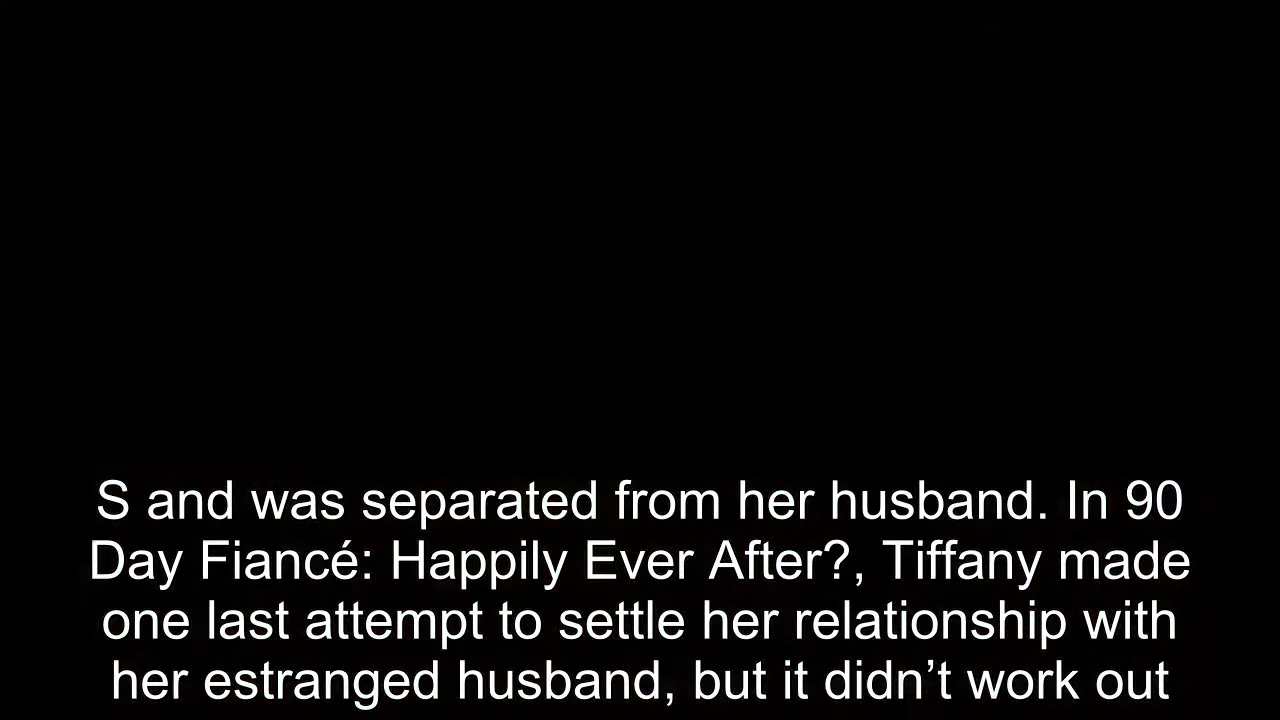 S and was separated from her husband. In 90
Day Fiancé: Happily Ever After?, Tiffany made
one last attempt to settle her relationship with
her estranged husband, but it didn’t work out